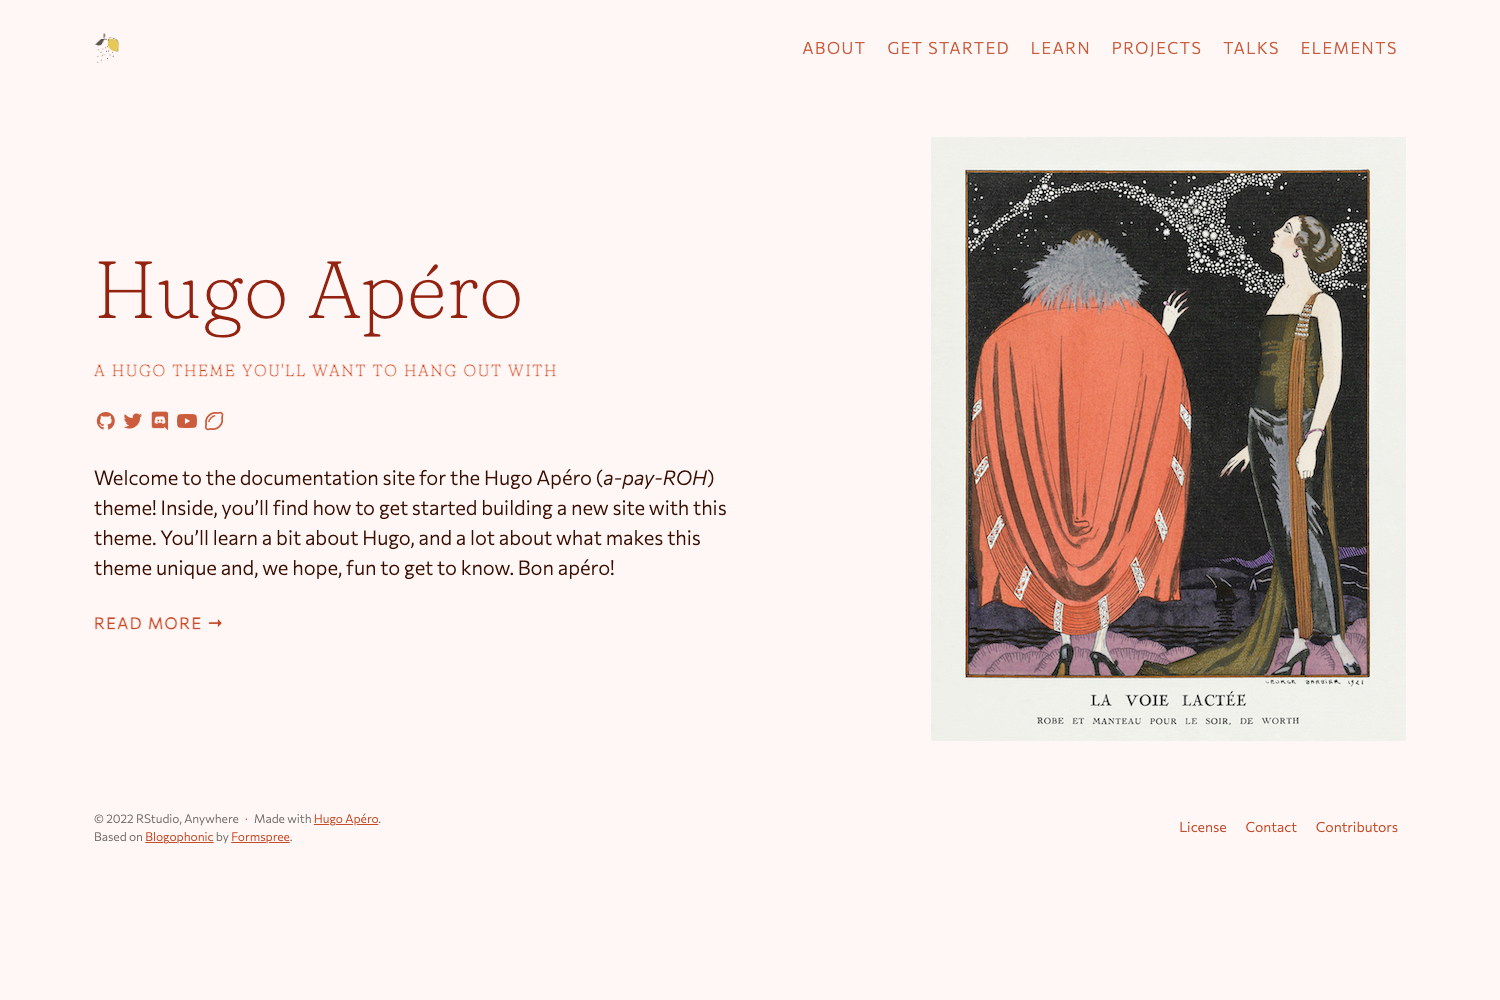 ABOUT GET STARTED LEARN PROJECTS TALKS ELEMENTS
Hugo Apéro
A HUGO THEME YOU'LL WANT TO HANG OUT WITH
Welcome to the documentation site for the Hugo Apéro (a-pay-ROH)
theme! Inside, you’ll find how to get started building a new site with this
theme. You’ll learn a bit about Hugo, and a lot about what makes this
theme unique and, we hope, fun to get to know. Bon apéro!
READ MORE →
GEORGE BARBIER 1921
LA VOIE LACTÉE
ROBE ET MANTEAU POUR LE SOIR, DE WORTH
© 2022 RStudio, Anywhere · Made with Hugo Apéro.
Based on Blogophonic by Formspree.
License Contact Contributors